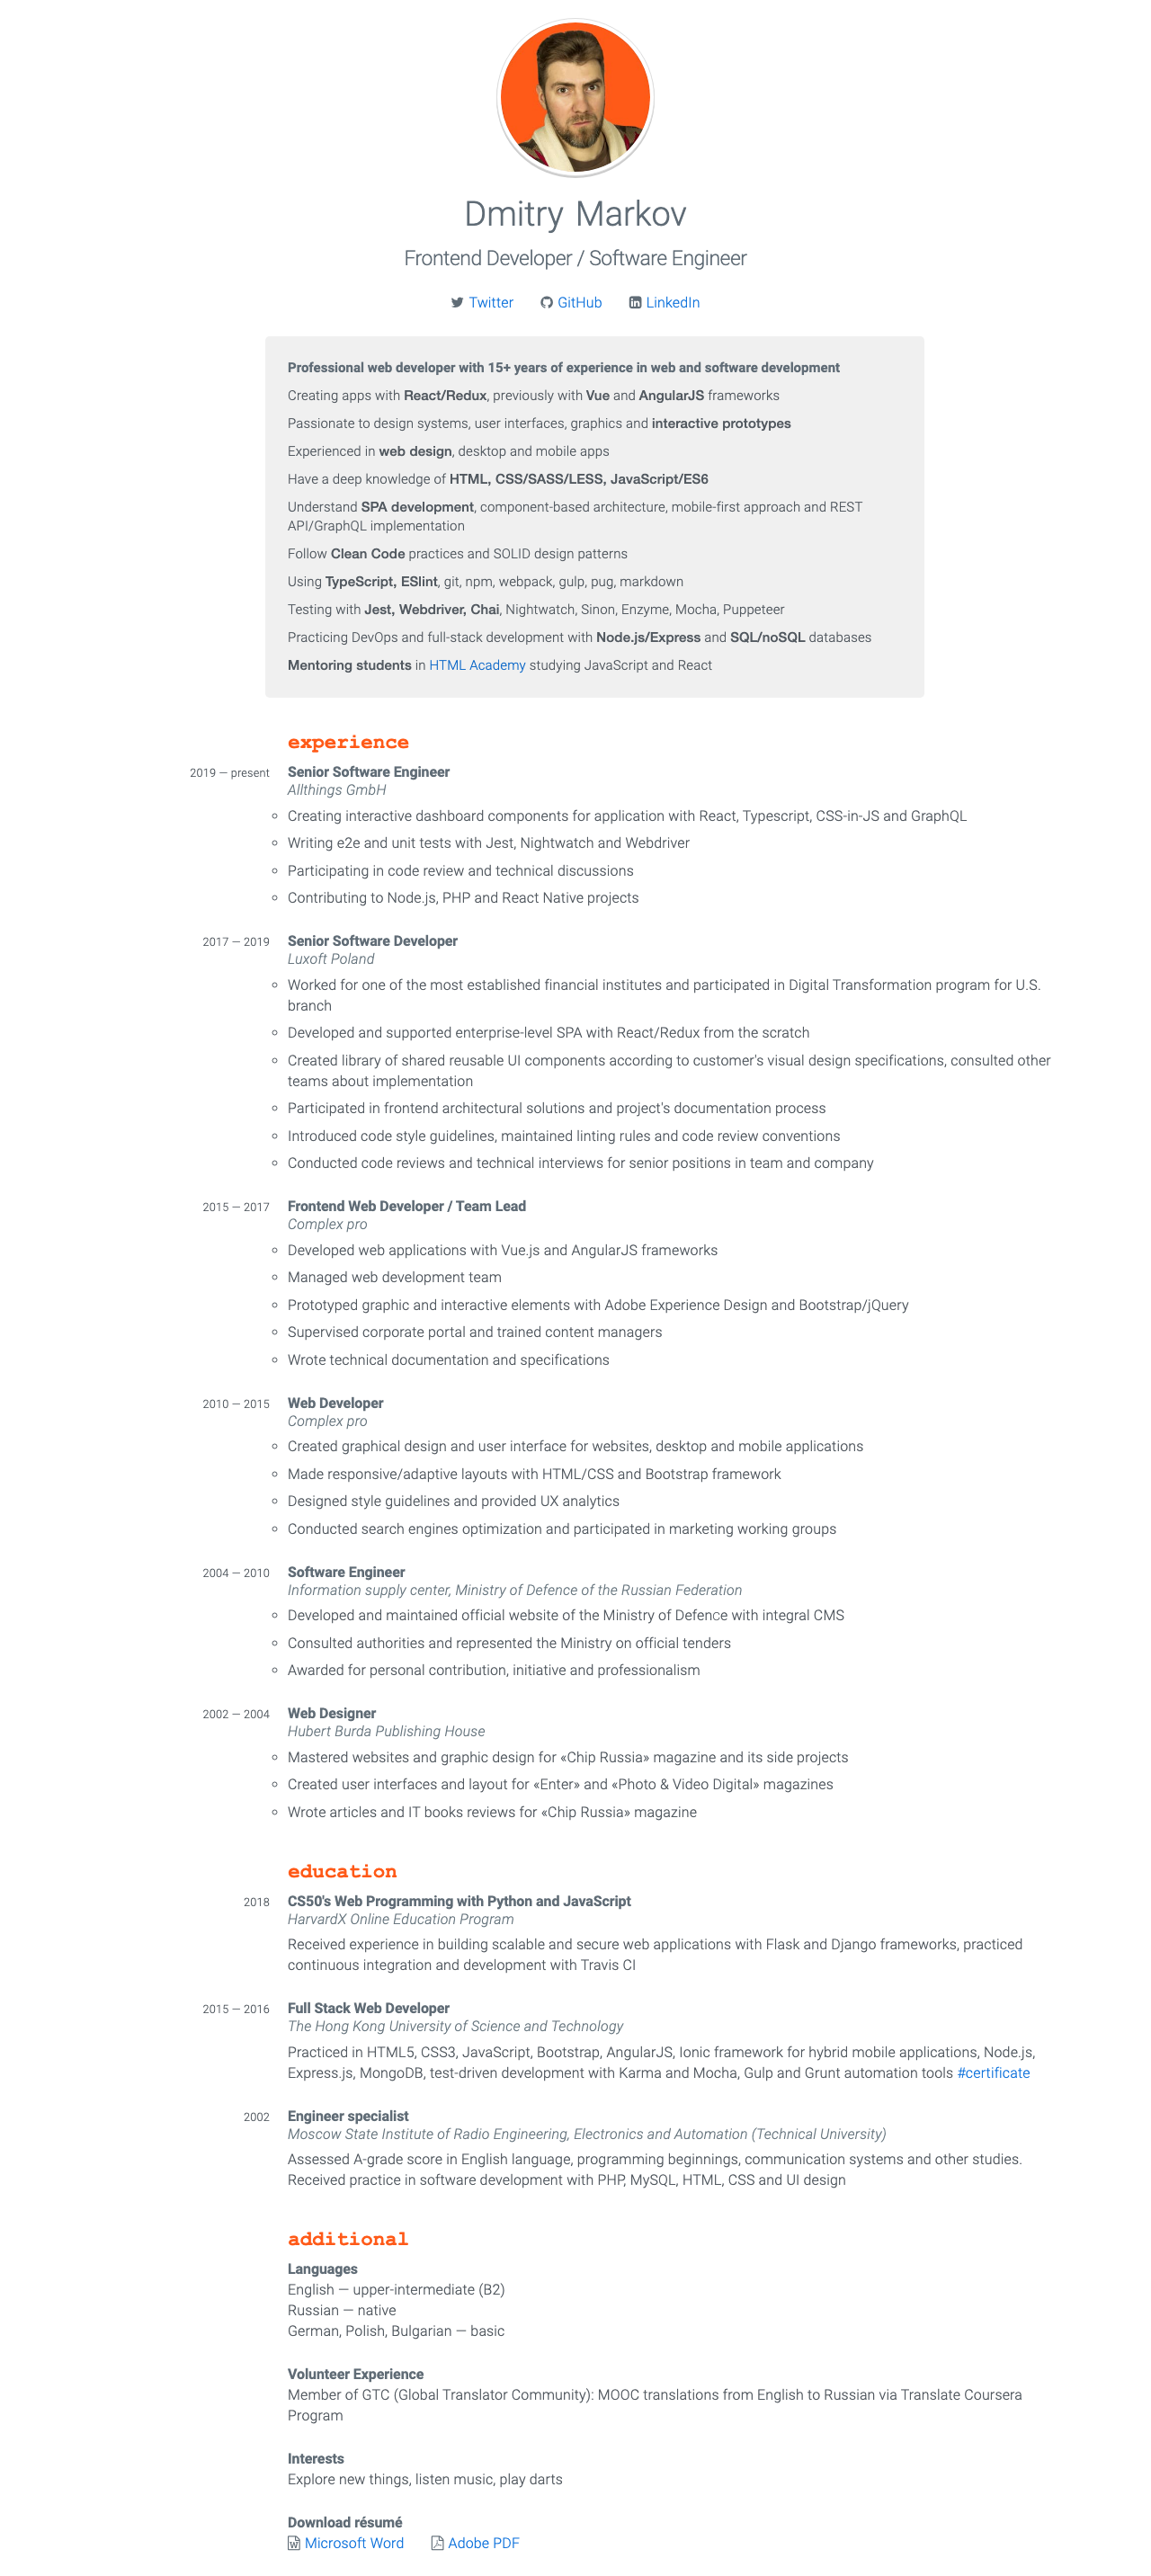 Dmitry Markov
Frontend Developer / Software Engineer
Twitter GitHub LinkedIn
Professional web developer with 15+ years of experience in web and software development
Creating apps with React/Redux, previously with Vue and AngularJS frameworks
Passionate to design systems, user interfaces, graphics and interactive prototypes
Experienced in web design, desktop and mobile apps
Have a deep knowledge of HTML, CSS/SASS/LESS, JavaScript/ES6
Understand SPA development, component-based architecture, mobile-first approach and REST
API/GraphQL implementation
Follow Clean Code practices and SOLID design patterns
Using TypeScript, ESlint, git, npm, webpack, gulp, pug, markdown
Testing with Jest, Webdriver, Chai, Nightwatch, Sinon, Enzyme, Mocha, Puppeteer
Practicing DevOps and full-stack development with Node.js/Express and SQL/noSQL databases
Mentoring students in HTML Academy studying JavaScript and React
experience
2019 — present Senior Software Engineer
Allthings GmbH
Creating interactive dashboard components for application with React, Typescript, CSS-in-JS and GraphQL
Writing e2e and unit tests with Jest, Nightwatch and Webdriver
Participating in code review and technical discussions
Contributing to Node.js, PHP and React Native projects
2017 — 2019 Senior Software Developer
Luxoft Poland
Worked for one of the most established financial institutes and participated in Digital Transformation program for U.S.
branch
Developed and supported enterprise-level SPA with React/Redux from the scratch
Created library of shared reusable UI components according to customer's visual design specifications, consulted other
teams about implementation
Participated in frontend architectural solutions and project's documentation process
Introduced code style guidelines, maintained linting rules and code review conventions
Conducted code reviews and technical interviews for senior positions in team and company
2015 — 2017 Frontend Web Developer / Team Lead
Complex pro
Developed web applications with Vue.js and AngularJS frameworks
Managed web development team
Prototyped graphic and interactive elements with Adobe Experience Design and Bootstrap/jQuery
Supervised corporate portal and trained content managers
Wrote technical documentation and specifications
2010 — 2015 Web Developer
Complex pro
Created graphical design and user interface for websites, desktop and mobile applications
Made responsive/adaptive layouts with HTML/CSS and Bootstrap framework
Designed style guidelines and provided UX analytics
Conducted search engines optimization and participated in marketing working groups
2004 — 2010 Software Engineer
Information supply center, Ministry of Defence of the Russian Federation
Developed and maintained official website of the Ministry of Defence with integral CMS
Consulted authorities and represented the Ministry on official tenders
Awarded for personal contribution, initiative and professionalism
2002 — 2004 Web Designer
Hubert Burda Publishing House
Mastered websites and graphic design for «Chip Russia» magazine and its side projects
Created user interfaces and layout for «Enter» and «Photo & Video Digital» magazines
Wrote articles and IT books reviews for «Chip Russia» magazine
education
2018 CS50's Web Programming with Python and JavaScript
HarvardX Online Education Program
Received experience in building scalable and secure web applications with Flask and Django frameworks, practiced
continuous integration and development with Travis CI
2015 — 2016 Full Stack Web Developer
The Hong Kong University of Science and Technology
Practiced in HTML5, CSS3, JavaScript, Bootstrap, AngularJS, Ionic framework for hybrid mobile applications, Node.js,
Express.js, MongoDB, test-driven development with Karma and Mocha, Gulp and Grunt automation tools #certificate
2002 Engineer specialist
Moscow State Institute of Radio Engineering, Electronics and Automation (Technical University)
Assessed A-grade score in English language, programming beginnings, communication systems and other studies.
Received practice in software development with PHP, MySQL, HTML, CSS and UI design
additional
Languages
English — upper-intermediate (B2)
Russian — native
German, Polish, Bulgarian — basic
Volunteer Experience
Member of GTC (Global Translator Community): MOOC translations from English to Russian via Translate Coursera
Program
Interests
Explore new things, listen music, play darts
Download résumé
Microsoft Word Adobe PDF